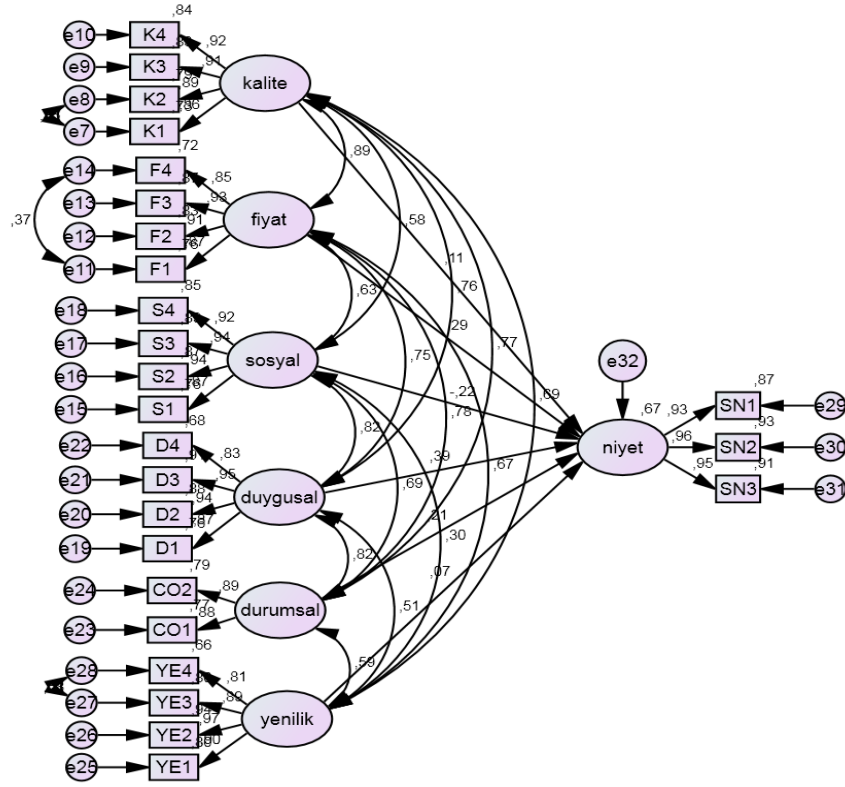 ,84
e10 K4 ,92
e9 K3 ,91
kalite
e8 K2 ,89
e7 K1
,72
,89
e14 F4 ,85
e13 F3 ,93
,37
fiyat
,58
e12 F2 ,91
e11 F1
,11
,76
,85
,63
e18 S4 ,92
,29
e17 S3 ,94
,75
,77
sosyal
e32
e16 S2 ,94
e15 S1
-,22
,78
,69
,87
,68
,67
,93
SN1 e29
,82
,93
e22 D4 ,83
niyet
,96
SN2 e30
,39
,67
e21 D3 ,95
,69
,95
,91
SN3 e31
duygusal
e20 D2 ,94
,21
e19 D1
,30
,79
,82
,07
e24 CO2 ,89
durumsal
,51
,77
,88
e23 CO1
,66
,59
e28 YE4 ,81
e27 YE3 ,89
yenilik
,97
e26 YE2
e25 YE1